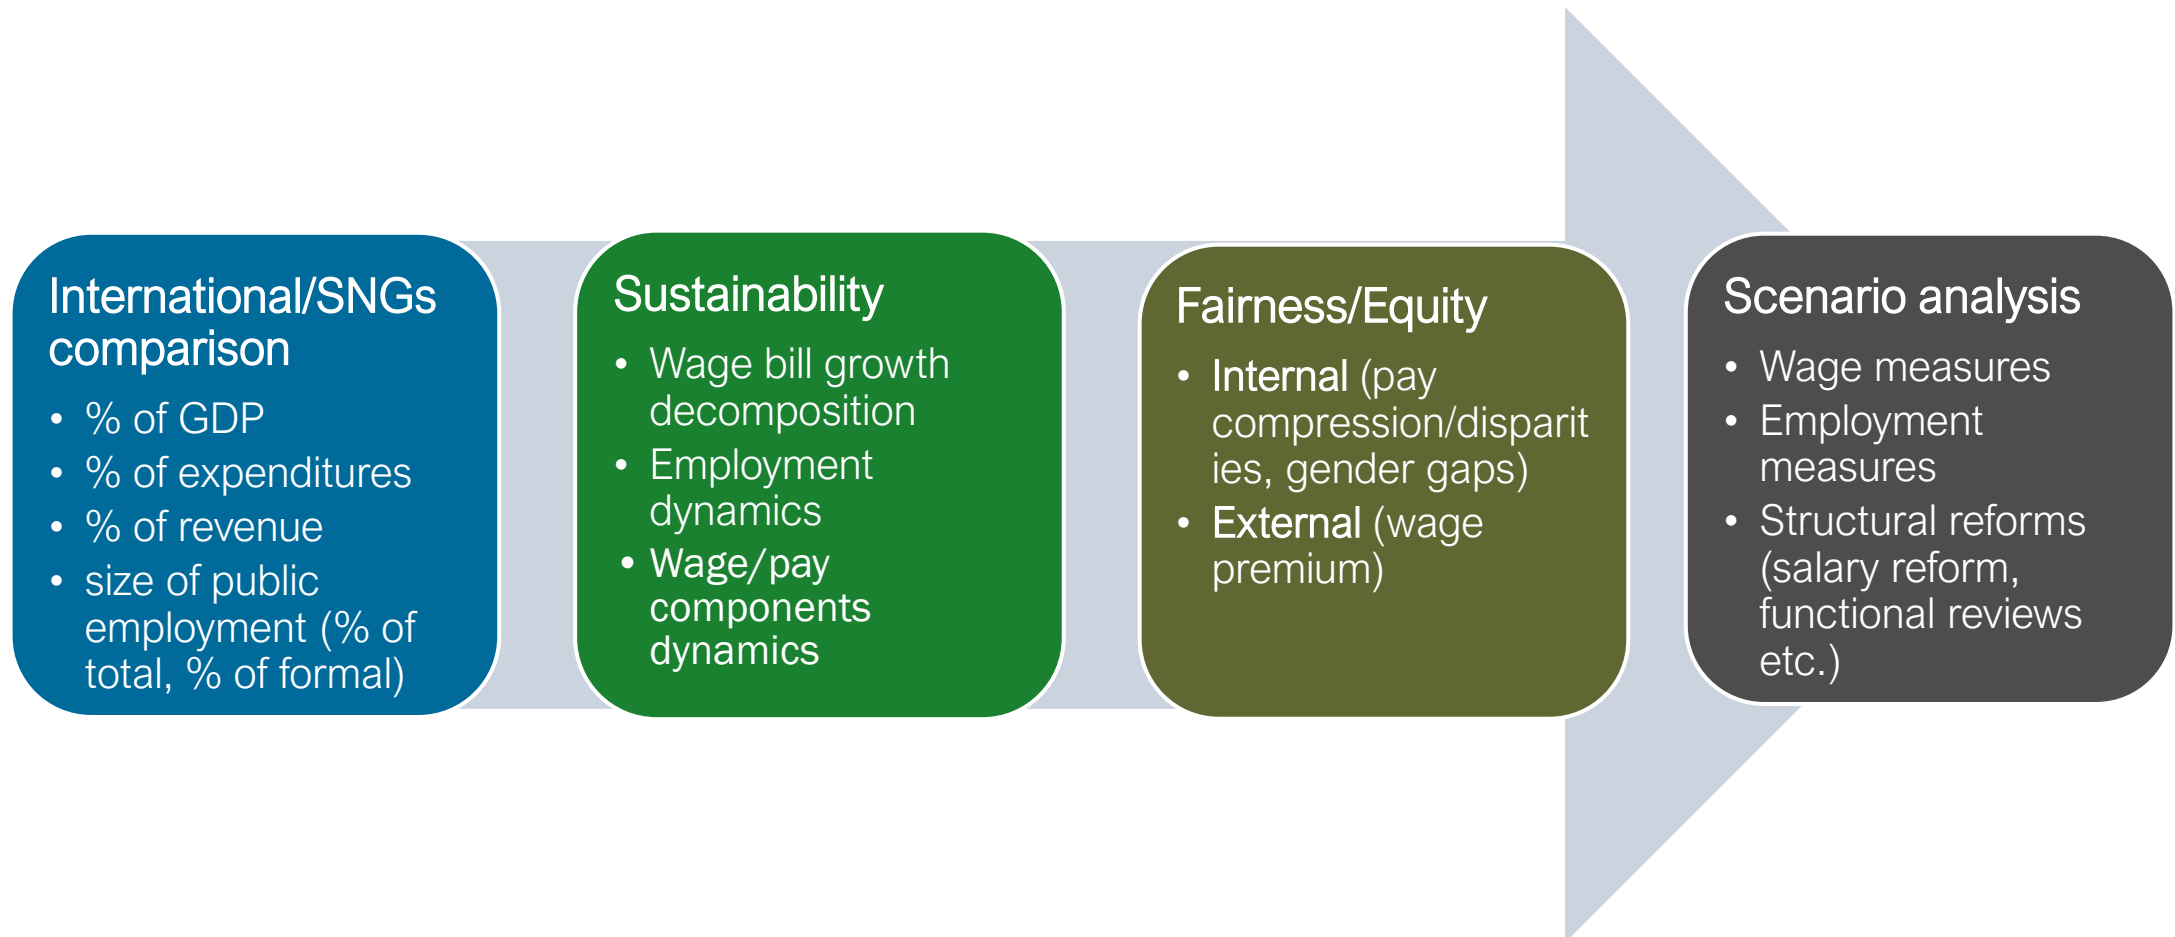 International/SNGs
comparison
• % of GDP
• % of expenditures
• % of revenue
• size of public
employment (% of
total, % of formal)
Sustainability
• Wage bill growth
decomposition
• Employment
dynamics
• Wage/pay
components
dynamics
Fairness/Equity
• Internal (pay
compression/disparit
ies, gender gaps)
• External (wage
premium)
Scenario analysis
• Wage measures
• Employment
measures
• Structural reforms
(salary reform,
functional reviews
etc.)